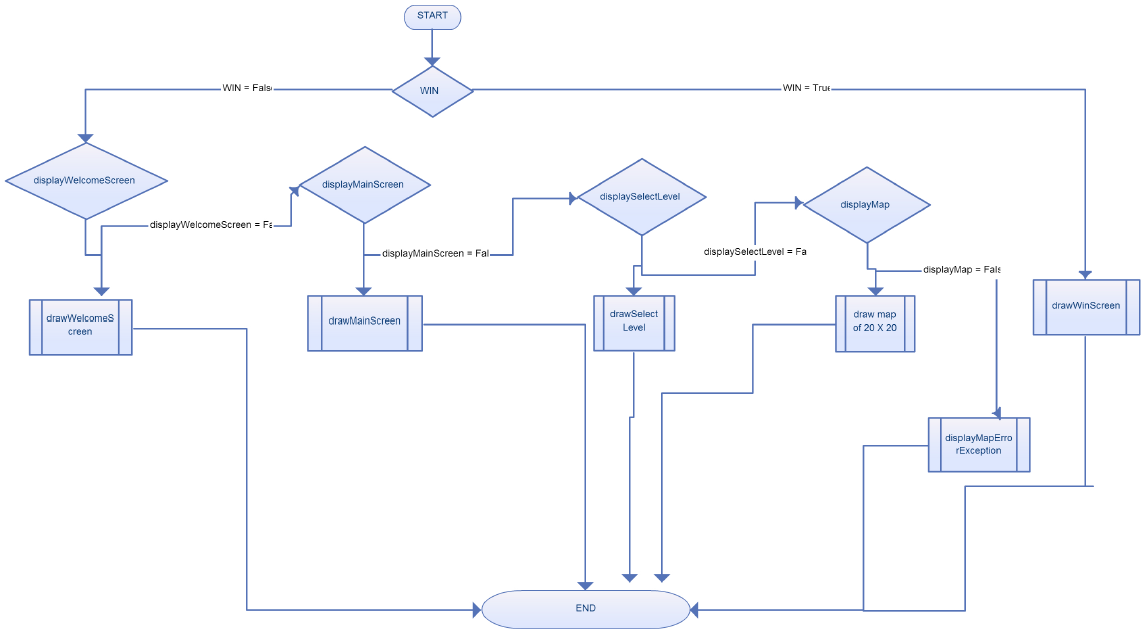 START
WIN
WIN = Fals
WIN = True
displayWelcomeScreen
displayMainScreen
displaySelectLevel
displayMap
displayWelcomeScreen = Fa
displayMainScreen = Fal
displaySelectLevel = Fa
displayMap = Fals
drawWelcomeS
creen
drawMainScreen
drawSelect
Level
draw map
of 20 X 20
drawWinScreen
displayMapErro
rException
END